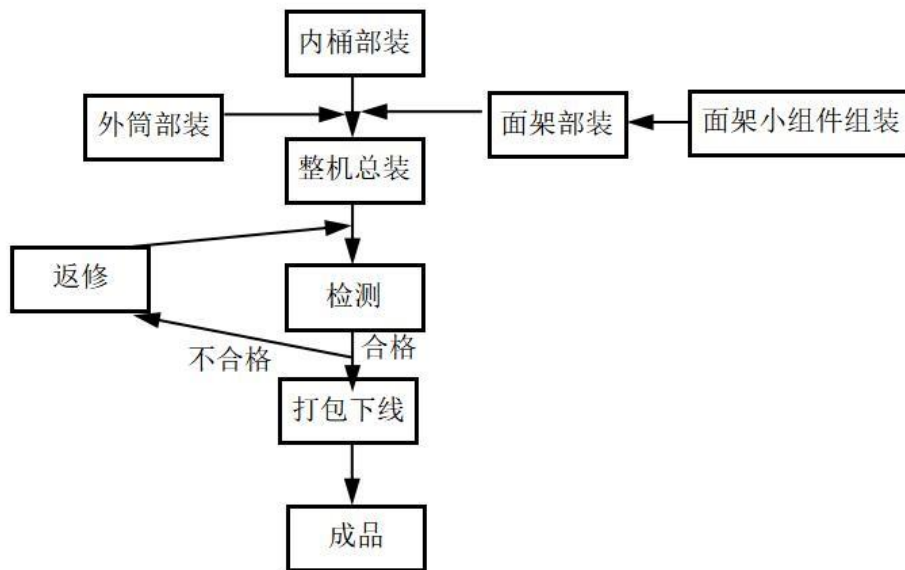 内桶部装
外筒部装
面架部装
面架小组件组装
整机总装
返修
检测
不合格
合格
打包下线
成品